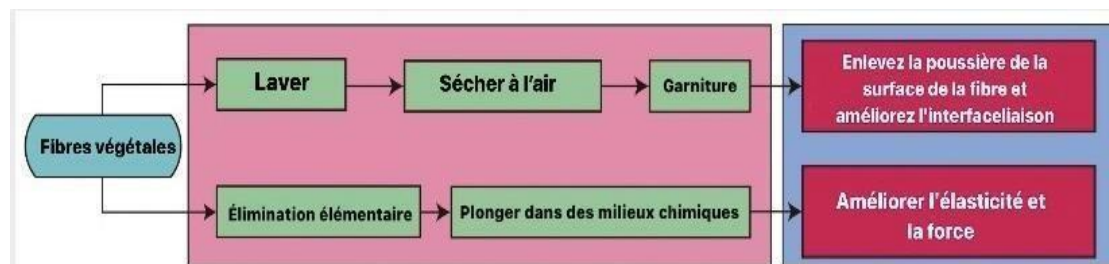 Fibres végétales
Laver
Sécher à l'air
Garniture
Enlevez la poussière de la
surface de la fibre et
améliorez l'interfaceliaison
Élimination élémentaire
Plonger dans des milieux chimiques
Améliorer l'élasticité et
la force